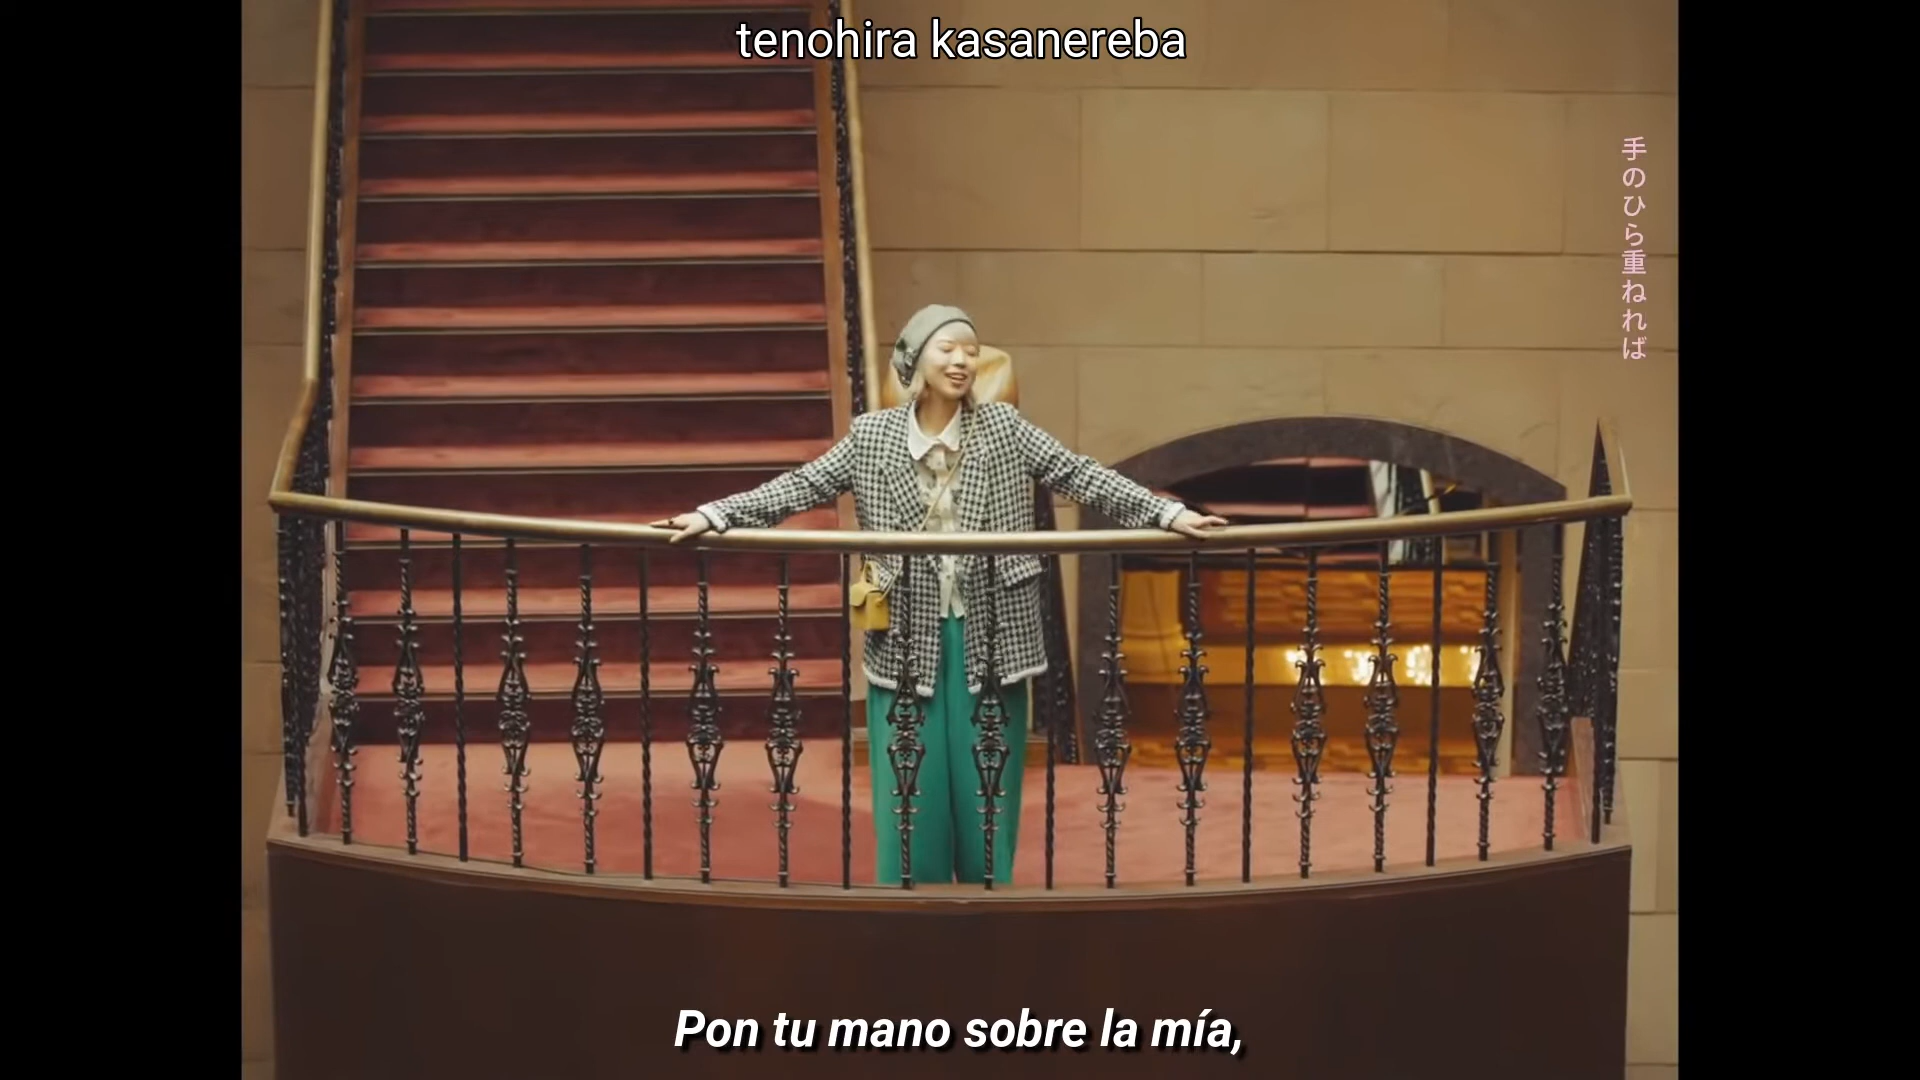 tenohira kasanereba
手のひら重ねれば
Pon tu mano sobre la mía,